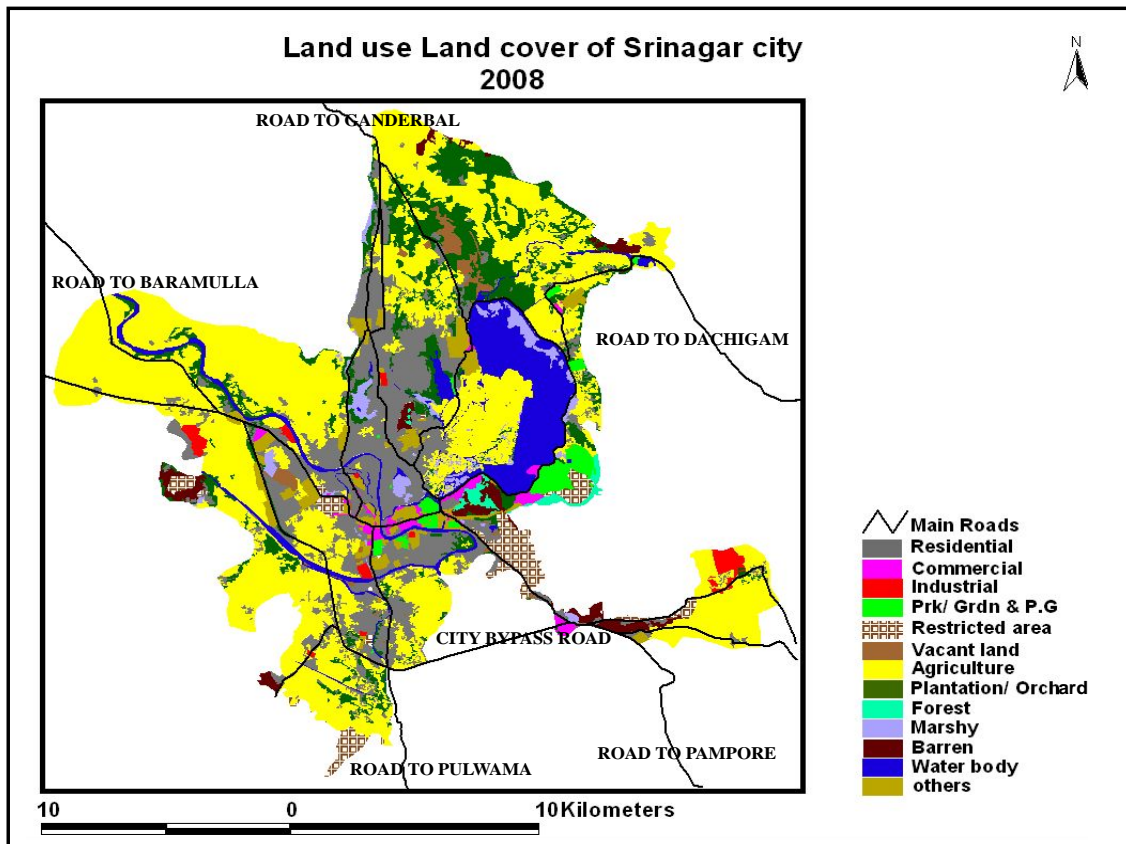 Land use Land cover of Srinagar city
2008
N
ROAD TO GANDERBAL
ROAD TO BARAMULLA
ROAD TO DACHIGAM
CITY BYPASS ROAD
ROAD TO PULWAMA
ROAD TO PAMPORE
Main Roads
Residential
Commercial
Industrial
Prk/ Grdn & P.G
Restricted area
Vacant land
Agriculture
Plantation/ Orchard
Forest
Marshy
Barren
Water body
others
10 0 10 Kilometers